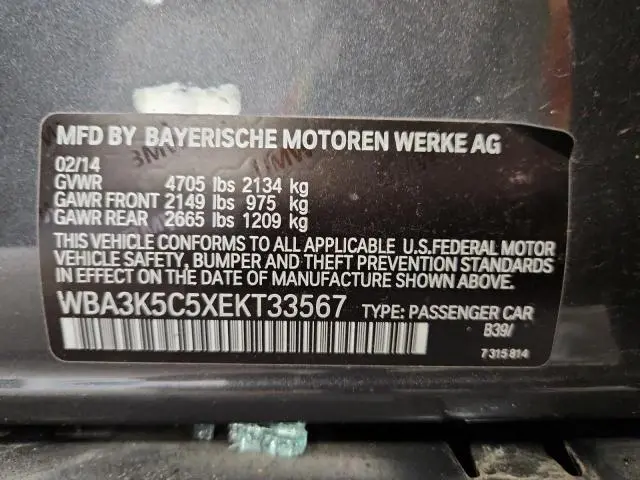 MFD BY BAYERISCHE MOTOREN WERKE AG
02/14
GVWR 4705 lbs 2134 kg
GAWR FRONT 2149 lbs 975 kg
GAWR REAR 2665 lbs 1209 kg
THIS VEHICLE CONFORMS TO ALL APPLICABLE U.S.FEDERAL MOTOR
VEHICLE SAFETY, BUMPER AND THEFT PREVENTION STANDARDS
IN EFFECT ON THE DATE OF MANUFACTURE SHOWN ABOVE.
WBA3K5C5XEKT33567 TYPE: PASSENGER CAR
B39/
7 315 814